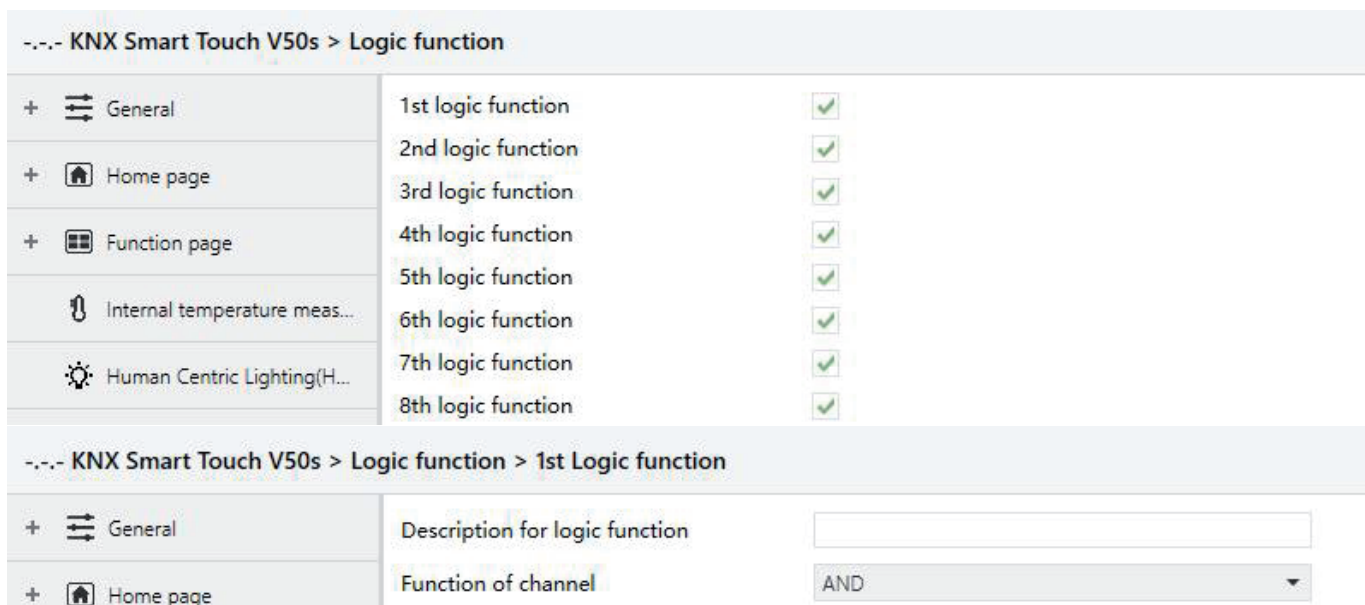 -.-.- KNX Smart Touch V50s > Logic function
General
Home page
Function page
Internal temperature meas...
Human Centric Lighting(H...
1st logic function
2nd logic function
3rd logic function
4th logic function
5th logic function
6th logic function
7th logic function
8th logic function
-.-.- KNX Smart Touch V50s > Logic function > 1st Logic function
General
Home page
Description for logic function
Function of channel AND